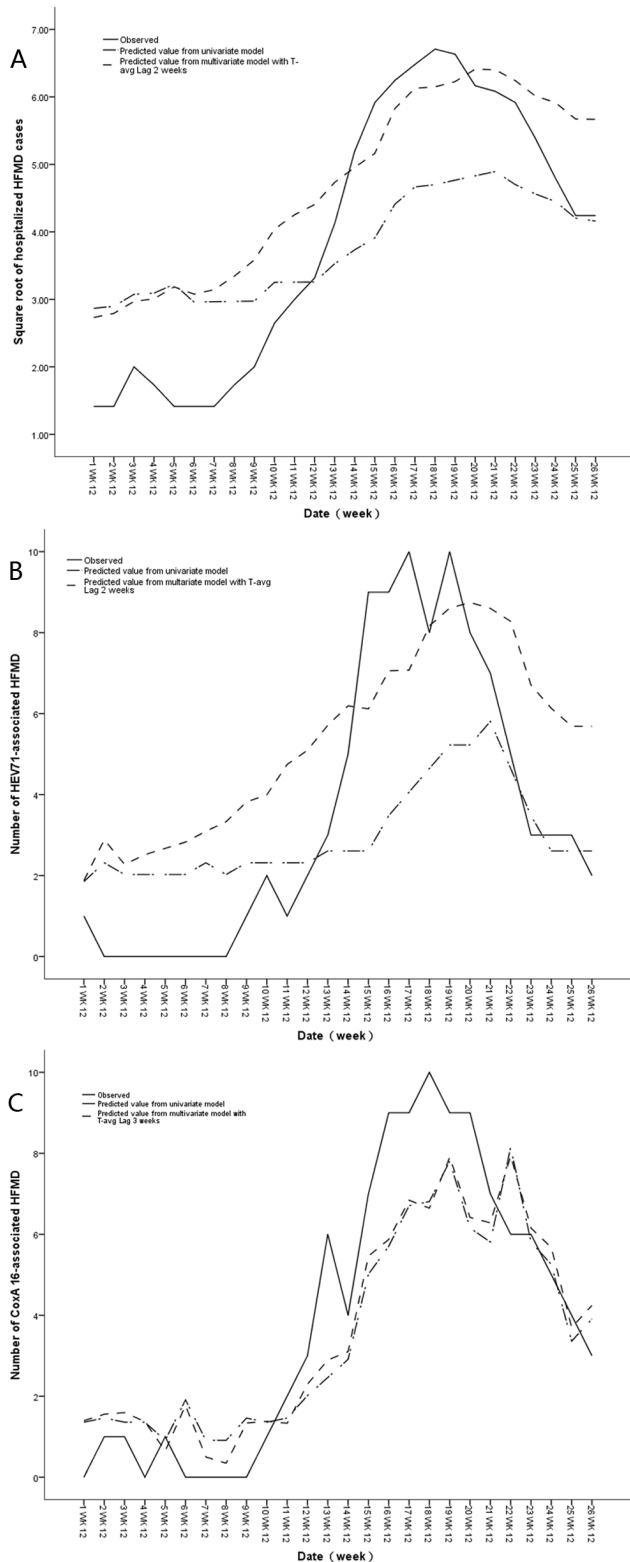 A
Observed
Predicted value from univariate model
Predicted value from multivariate model with T-
avg Lag 2 weeks
Square root of hospitalized HFMD cases
7.00
6.00
5.00
4.00
3.00
2.00
1.00
1 WK 12
2 WK 12
3 WK 12
4 WK 12
5 WK 12
6 WK 12
7 WK 12
8 WK 12
9 WK 12
10 WK 12
11 WK 12
12 WK 12
13 WK 12
14 WK 12
15 WK 12
16 WK 12
17 WK 12
18 WK 12
19 WK 12
20 WK 12
21 WK 12
22 WK 12
23 WK 12
24 WK 12
25 WK 12
26 WK 12
Date（week）
B
Observed
Predicted value from univariate model
Predicted value from multariate model with T-avg
Lag 2 weeks
Number of HEV71-associated HFMD
10
8
6
4
2
0
1 WK 12
2 WK 12
3 WK 12
4 WK 12
5 WK 12
6 WK 12
7 WK 12
8 WK 12
9 WK 12
10 WK 12
11 WK 12
12 WK 12
13 WK 12
14 WK 12
15 WK 12
16 WK 12
17 WK 12
18 WK 12
19 WK 12
20 WK 12
21 WK 12
22 WK 12
23 WK 12
24 WK 12
25 WK 12
26 WK 12
Date（week）
C
Observed
Predicted value from univariate model
Predicted value from multivariate model with
T-avg Lag 3 weeks
Number of CoxA 16-associated HFMD
10
8
6
4
2
0
1 WK 12
2 WK 12
3 WK 12
4 WK 12
5 WK 12
6 WK 12
7 WK 12
8 WK 12
9 WK 12
10 WK 12
11 WK 12
12 WK 12
13 WK 12
14 WK 12
15 WK 12
16 WK 12
17 WK 12
18 WK 12
19 WK 12
20 WK 12
21 WK 12
22 WK 12
23 WK 12
24 WK 12
25 WK 12
26 WK 12
Date（week）